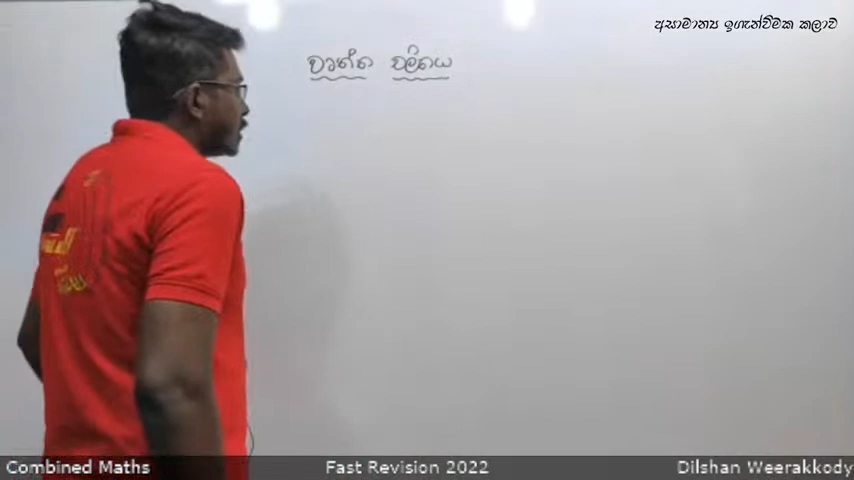 අසාමාන්‍ය ඉගැන්වීමක කලාව
වෘත්ත චලිතය
Combined Maths
Fast Revision 2022
Dilshan Weerakkody